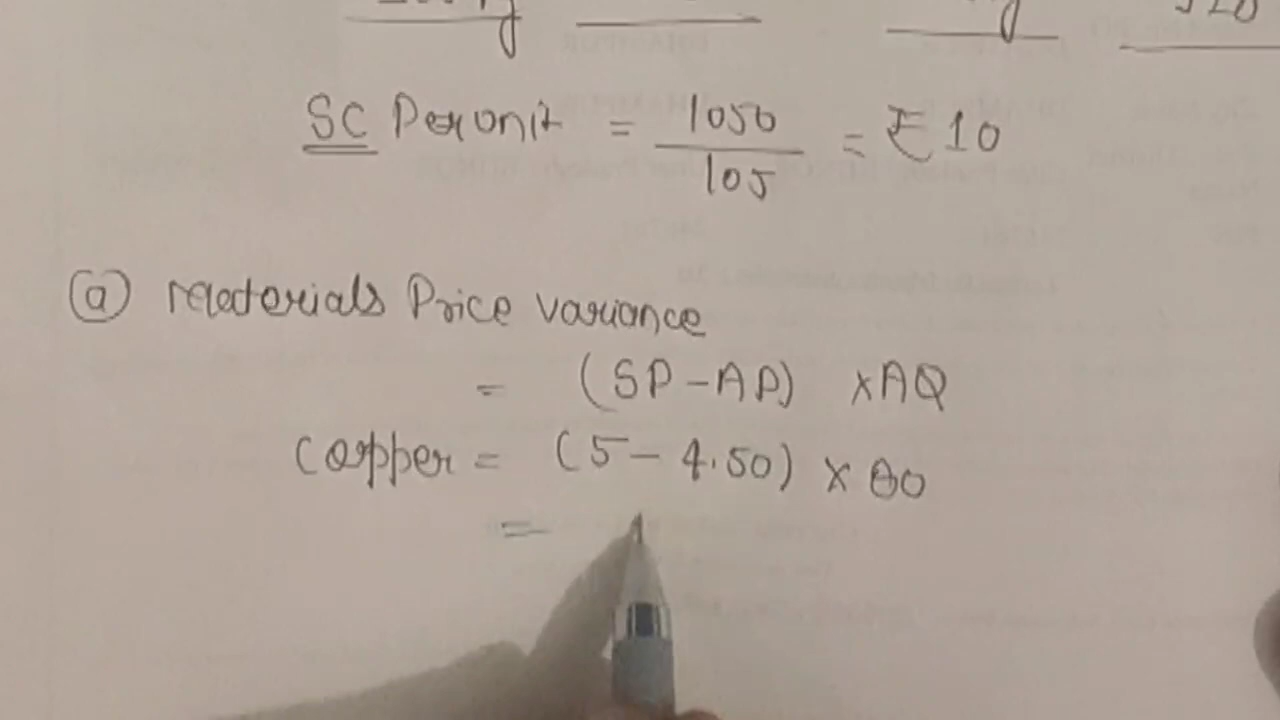 SC Per unit = 1050 / 105 = ₹10
(a) Materials Price variance
= (SP - AP) × AQ
Copper = (5 - 4.50) × 80
=